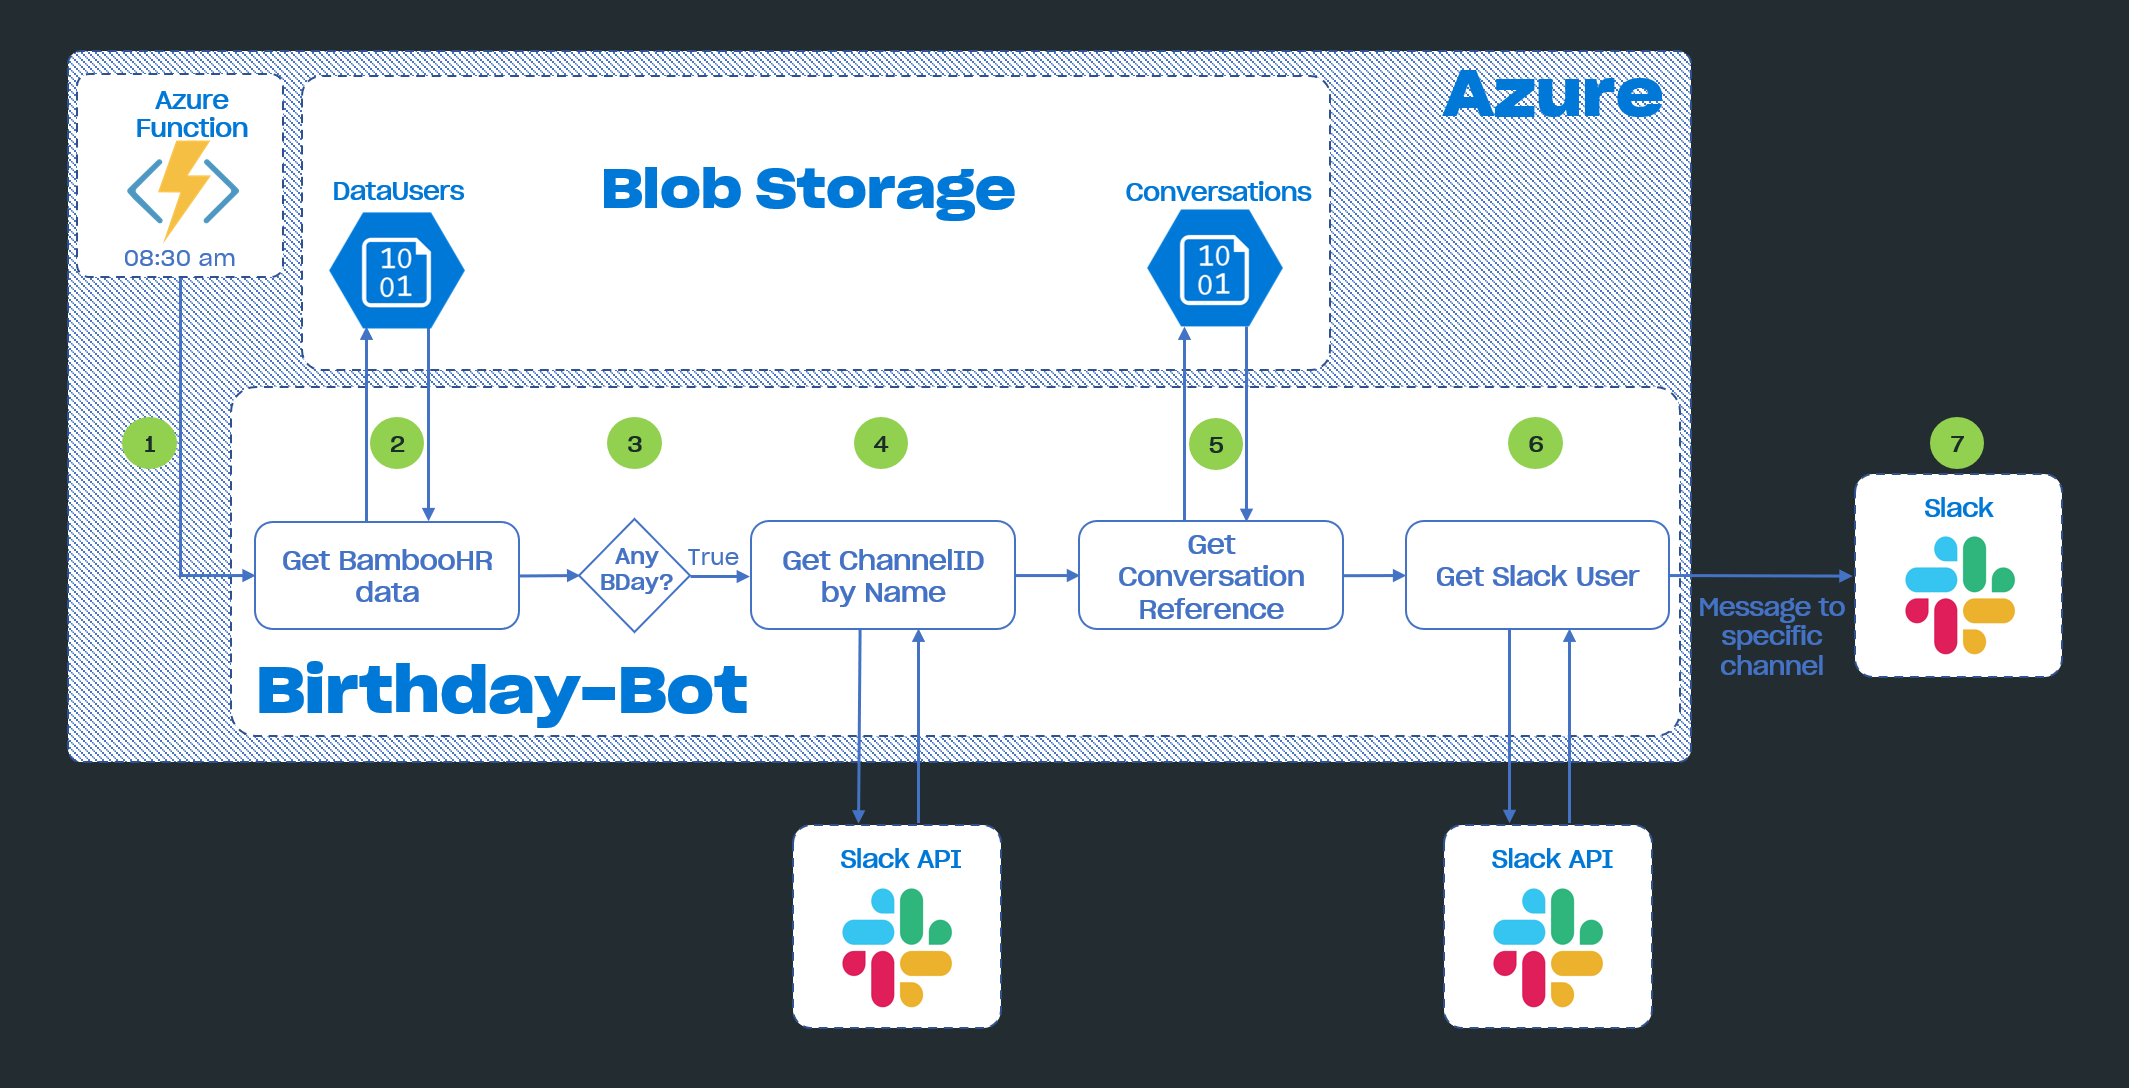 Azure
Azure
Function
08:30 am
Blob Storage
DataUsers
10
01
Conversations
10
01
1
2
3
4
5
6
7
Get BambooHR
data
Any
BDay?
True
Get ChannelID
by Name
Get
Conversation
Reference
Get Slack User
Message to
specific
channel
Slack
Birthday-Bot
Slack API
Slack API